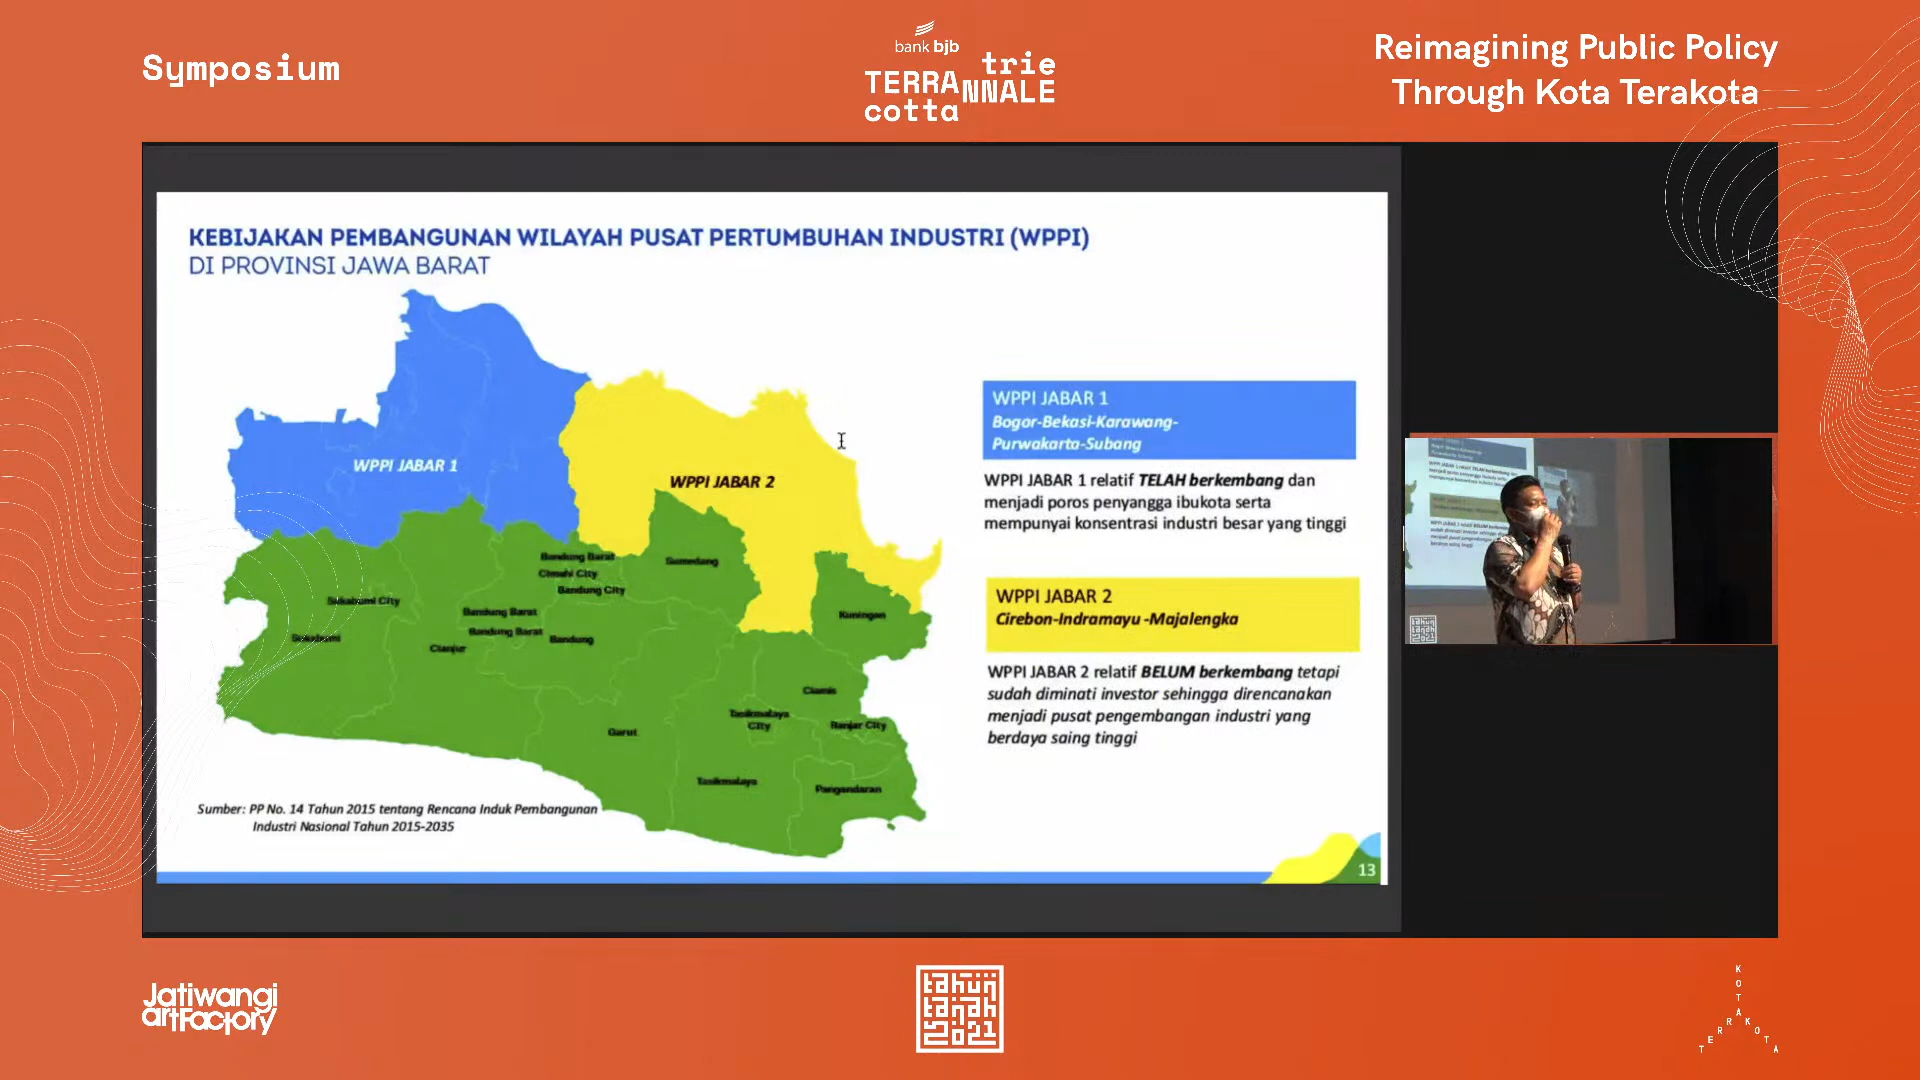 Symposium
bank bjb
trie
TERRA NNALE
cotta
Reimagining Public Policy
Through Kota Terakota
KEBIJAKAN PEMBANGUNAN WILAYAH PUSAT PERTUMBUHAN INDUSTRI (WPPI)
DI PROVINSI JAWA BARAT
WPPI JABAR 1
WPPI JABAR 2
Bandung Barat
Cimahi City
Bandung City
Sumedang
Kuningan
Sukabumi City
Sukabumi
Bandung Barat
Bandung Barat
Bandung
Cianjur
Ciamis
Tasikmalaya
City
Banjar City
Garut
Tasikmalaya
Pangandaran
Sumber: PP No. 14 Tahun 2015 tentang Rencana Induk Pembangunan
Industri Nasional Tahun 2015-2035
WPPI JABAR 1
Bogor-Bekasi-Karawang-
Purwakarta-Subang
WPPI JABAR 1 relatif TELAH berkembang dan
menjadi poros penyangga ibukota serta
mempunyai konsentrasi industri besar yang tinggi
WPPI JABAR 2
Cirebon-Indramayu -Majalengka
WPPI JABAR 2 relatif BELUM berkembang tetapi
sudah diminati investor sehingga direncanakan
menjadi pusat pengembangan industri yang
berdaya saing tinggi
13
Jatiwangi
artFactory
tahun
tanah
2021
KOTA
TERRAKOTA